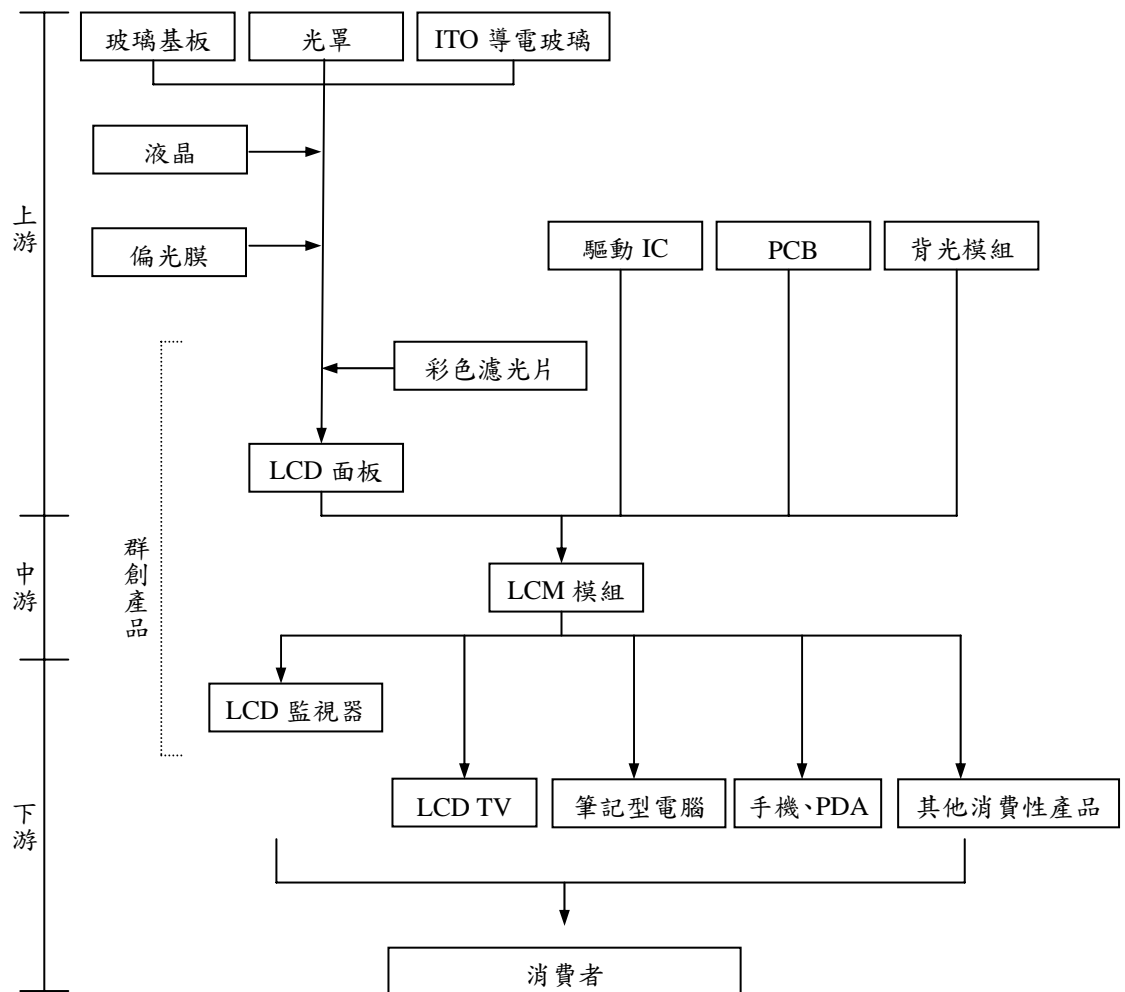 玻璃基板
光罩
ITO 導電玻璃
液晶
上游
偏光膜
驅動 IC
PCB
背光模組
彩色濾光片
LCD 面板
群創產品
中游
LCM 模組
LCD 監視器
下游
LCD TV
筆記型電腦
手機、PDA
其他消費性產品
消費者